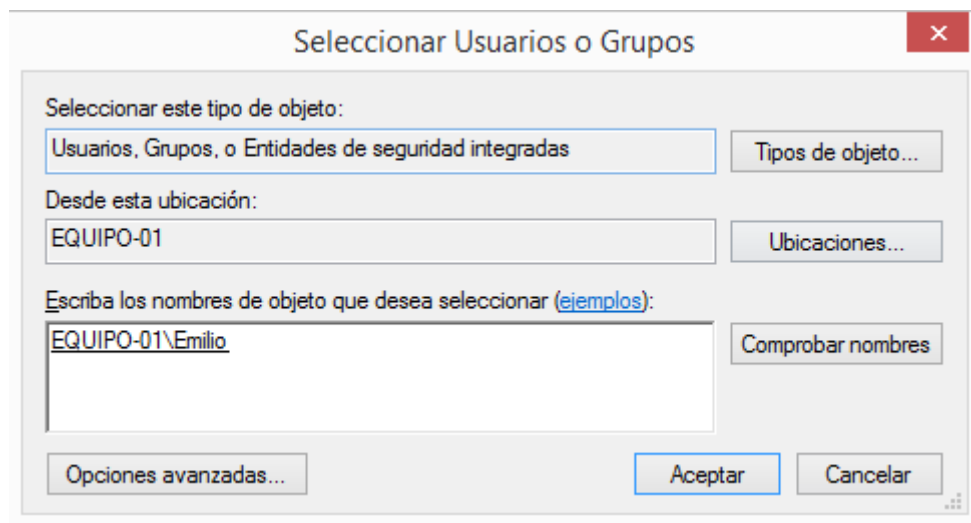 Seleccionar Usuarios o Grupos
Seleccionar este tipo de objeto:
Usuarios, Grupos, o Entidades de seguridad integradas
Tipos de objeto...
Desde esta ubicación:
EQUIPO-01
Ubicaciones...
Escriba los nombres de objeto que desea seleccionar (ejemplos):
EQUIPO-01\Emilio
Comprobar nombres
Opciones avanzadas...
Aceptar
Cancelar